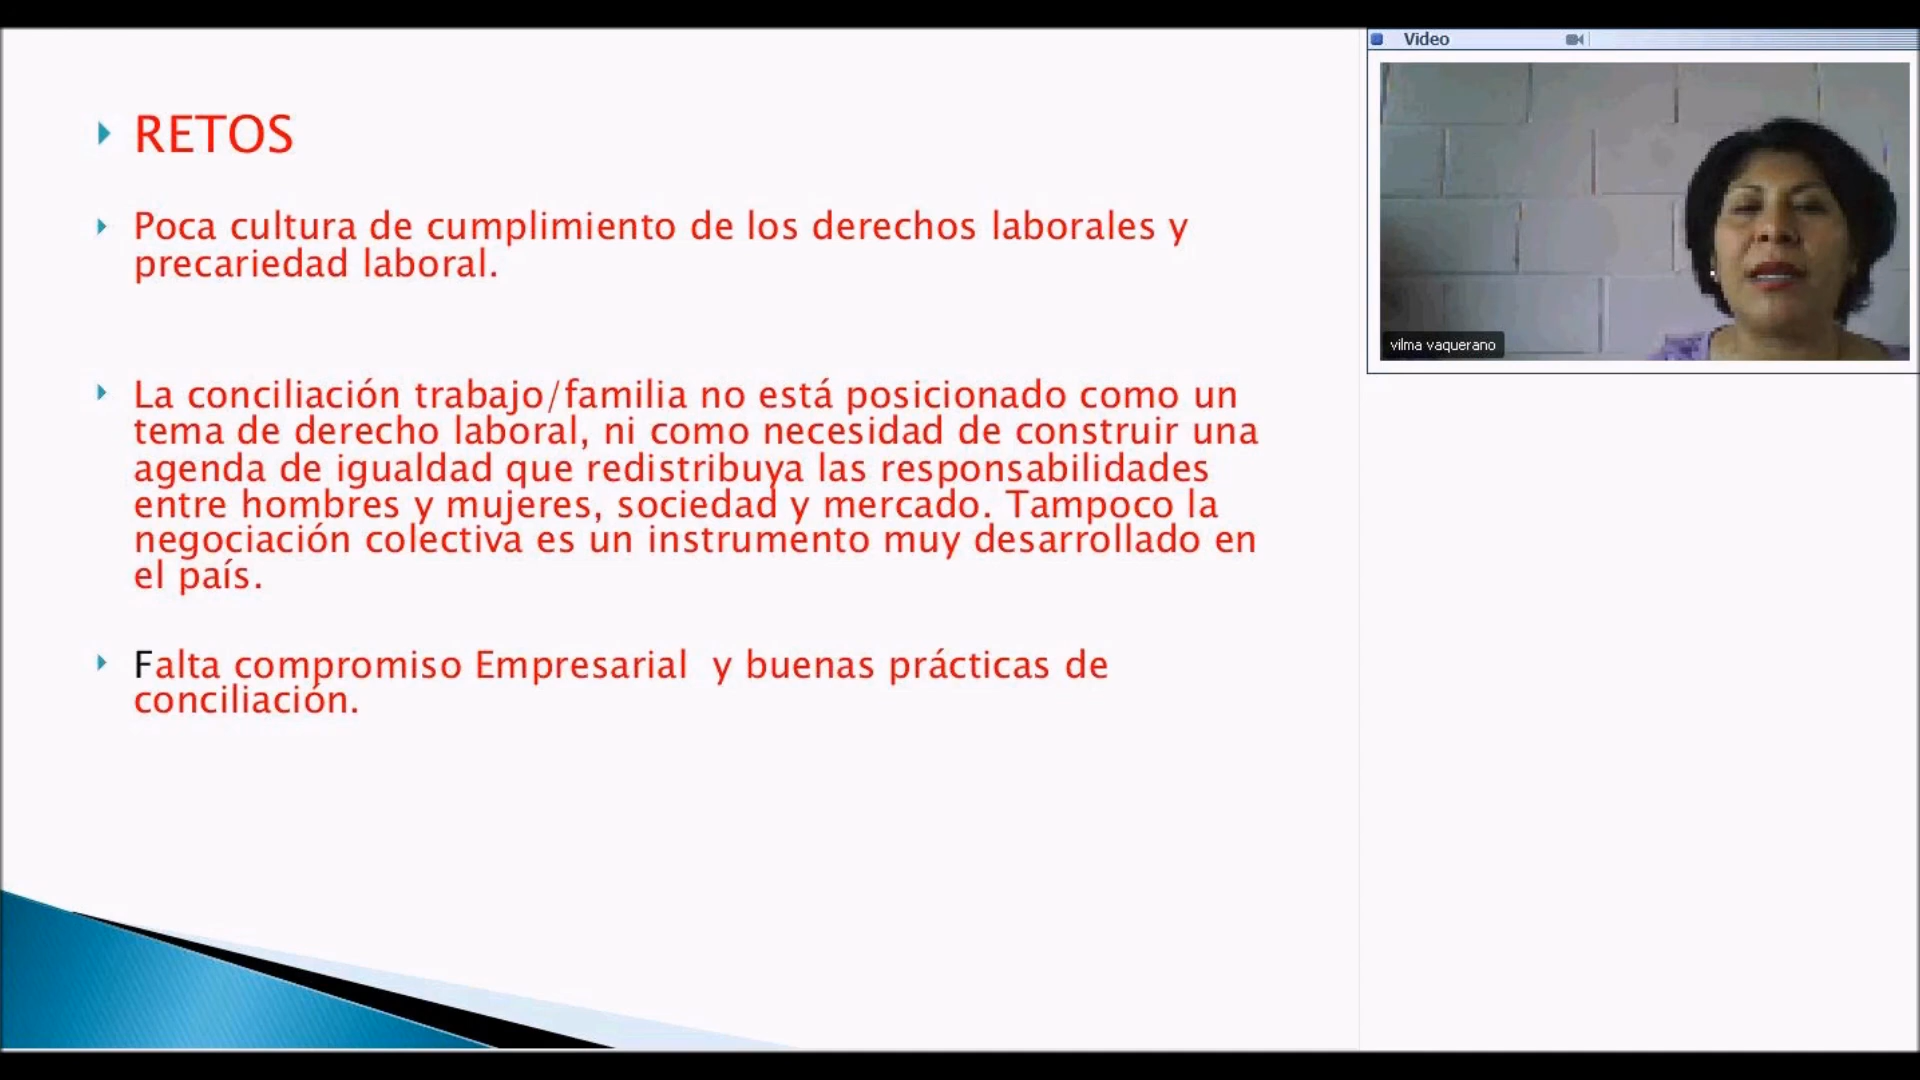 RETOS
Poca cultura de cumplimiento de los derechos laborales y
precariedad laboral.
La conciliación trabajo/familia no está posicionado como un
tema de derecho laboral, ni como necesidad de construir una
agenda de igualdad que redistribuya las responsabilidades
entre hombres y mujeres, sociedad y mercado. Tampoco la
negociación colectiva es un instrumento muy desarrollado en
el país.
Falta compromiso Empresarial  y buenas prácticas de
conciliación.
Video
vilma vaquerano